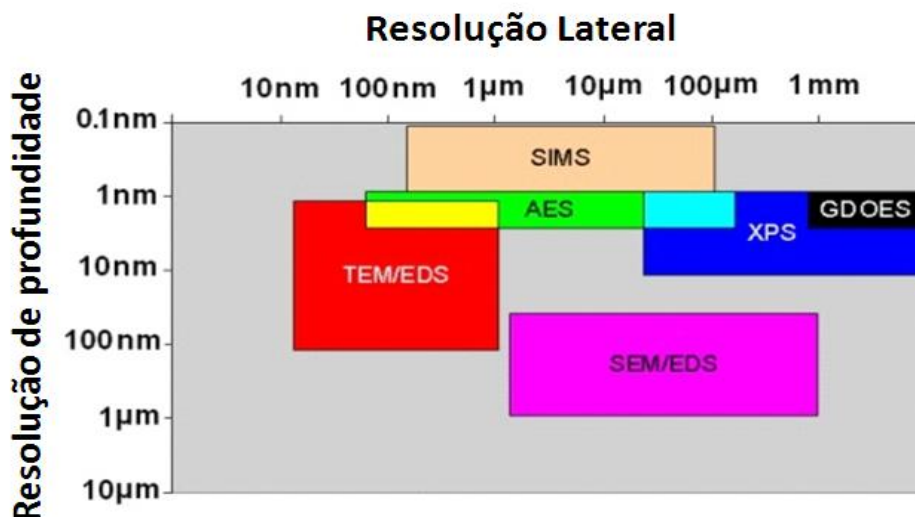 Resolução Lateral
10nm 100nm 1µm 10µm 100µm 1mm
Resolução de profundidade
0.1nm
1nm
10nm
100nm
1µm
10µm
SIMS
AES
GDOES
XPS
TEM/EDS
SEM/EDS